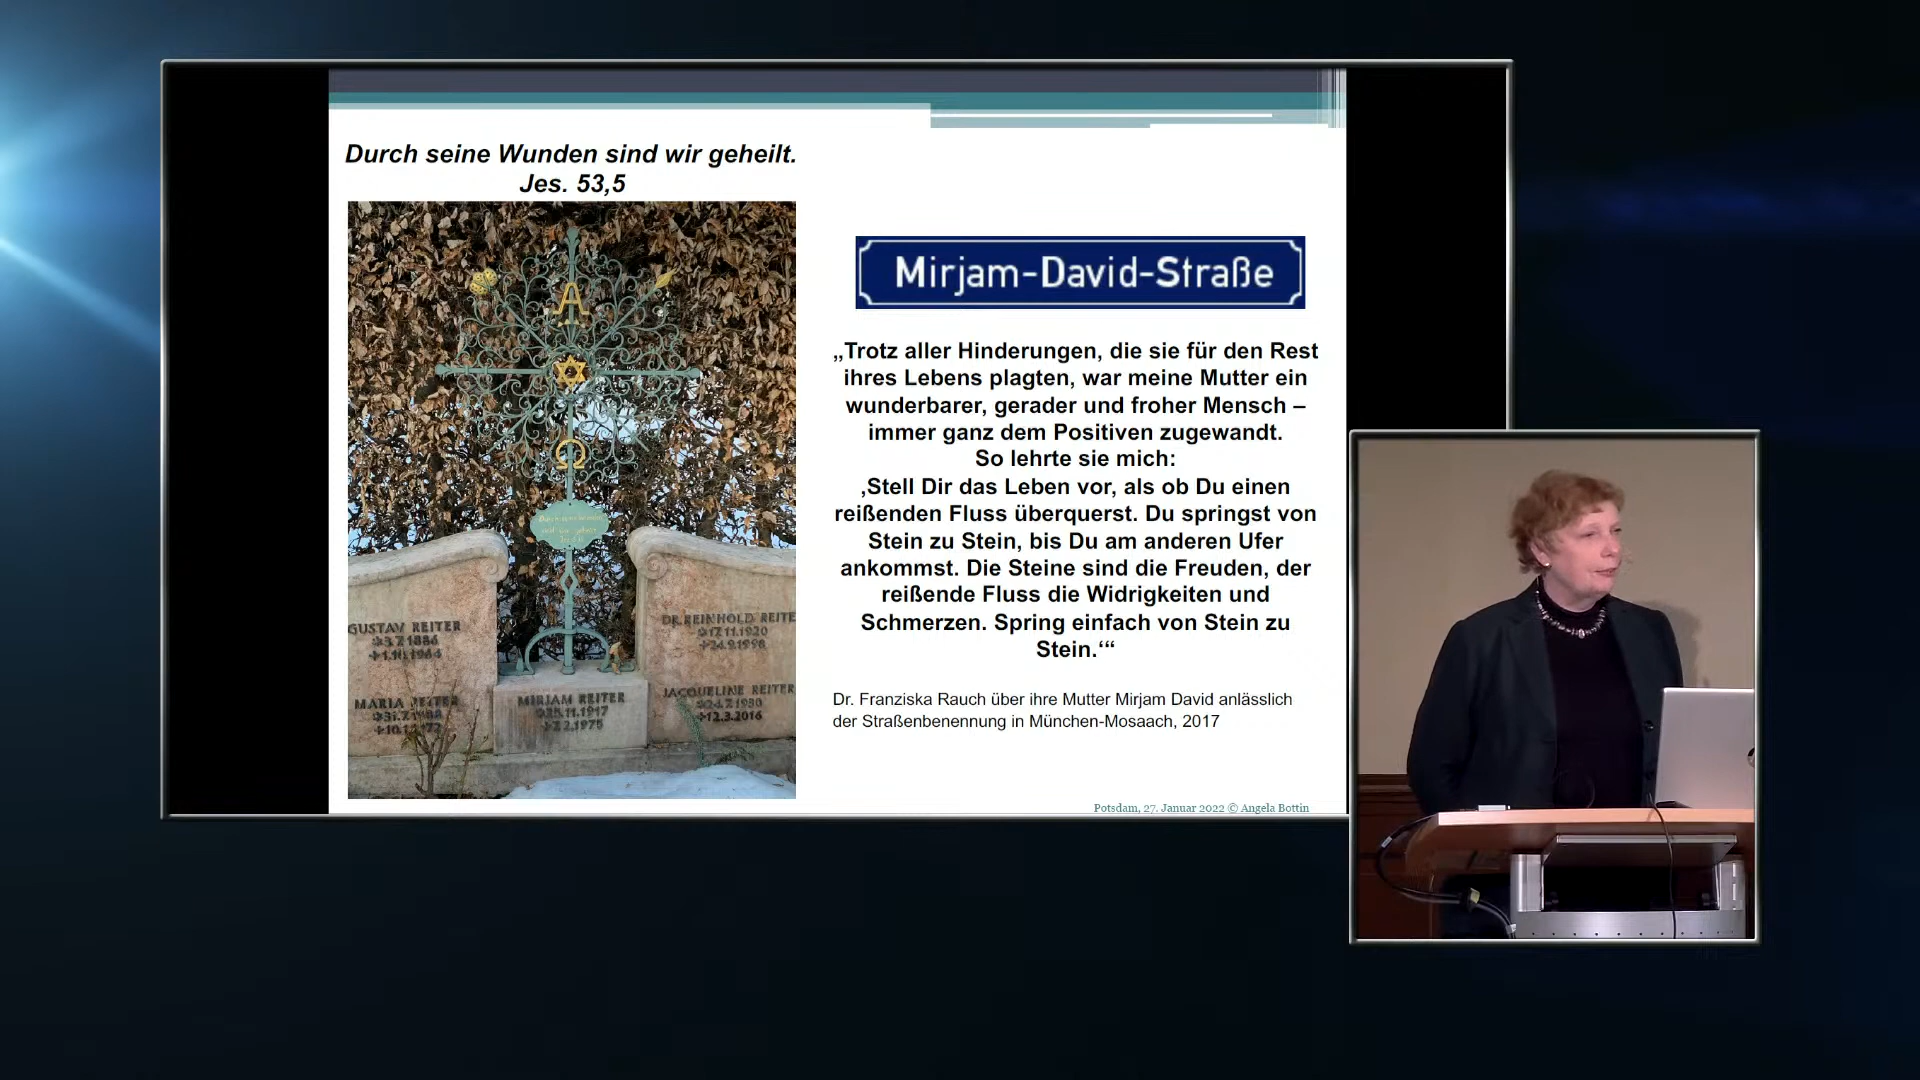 Durch seine Wunden sind wir geheilt.
Jes. 53,5
A
Ω
GUSTAV REITER
MARIA REITER
MIRJAM REITER
DR. REINHOLD REITE
JACQUELINE REITER
✝12.3.2016
Mirjam-David-Straße
„Trotz aller Hinderungen, die sie für den Rest
ihres Lebens plagten, war meine Mutter ein
wunderbarer, gerader und froher Mensch –
immer ganz dem Positiven zugewandt.
So lehrte sie mich:
‚Stell Dir das Leben vor, als ob Du einen
reißenden Fluss überquerst. Du springst von
Stein zu Stein, bis Du am anderen Ufer
ankommst. Die Steine sind die Freuden, der
reißende Fluss die Widrigkeiten und
Schmerzen. Spring einfach von Stein zu
Stein.‘“
Dr. Franziska Rauch über ihre Mutter Mirjam David anlässlich
der Straßenbenennung in München-Mosaach, 2017
Potsdam, 27. Januar 2022 © Angela Bottin